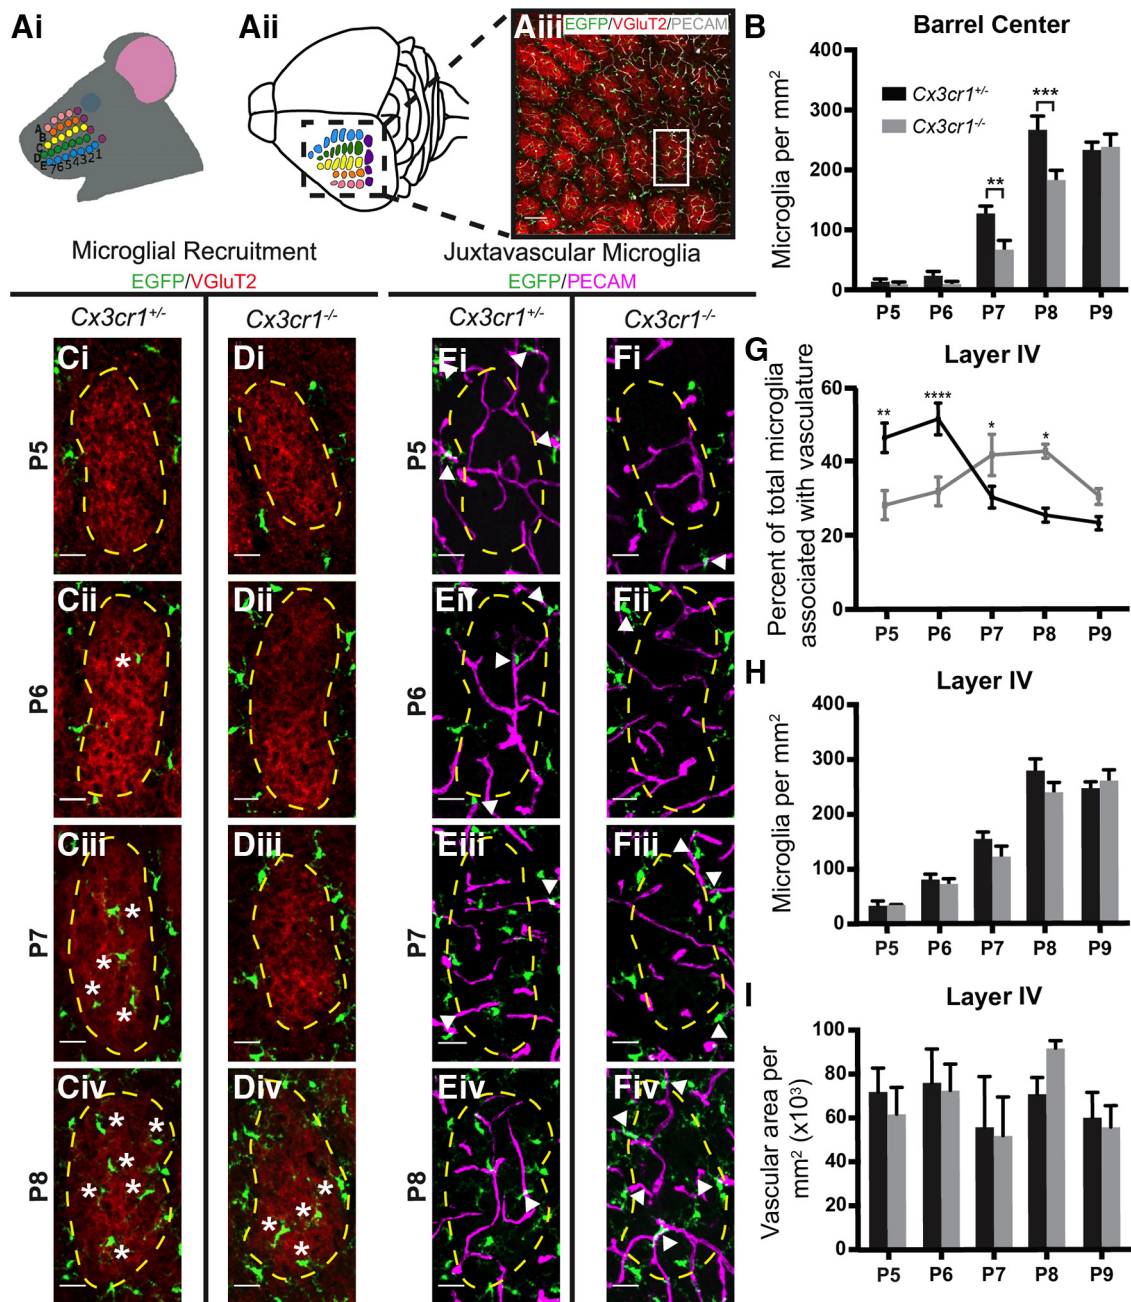 Ai
A
B
C
D
E
7 6 5 4 3 2 1
Aii
Aiii
EGFP/VGluT2/PECAM
Microglial Recruitment
EGFP/VGluT2
Juxtavascular Microglia
EGFP/PECAM
Cx3cr1+/-
Cx3cr1-/-
Cx3cr1+/-
Cx3cr1-/-
P5
Ci
Di
Ei
P5
Fi
P6
Cii
*
Dii
Eii
P6
Fii
P7
Ciii
*
*
*
*
Diii
Eiii
P7
Fiii
P8
Civ
*
*
*
*
*
*
Div
*
*
*
*
Eiv
P8
Fiv
B
Barrel Center
Microglia per mm2
400
300
200
100
0
Cx3cr1+/-
Cx3cr1-/-
**
***
P5 P6 P7 P8 P9
G
Layer IV
Percent of total microglia
associated with vasculature
60
40
20
0
**
****
*
*
P5 P6 P7 P8 P9
H
Layer IV
Microglia per mm2
400
300
200
100
0
P5 P6 P7 P8 P9
I
Layer IV
Vascular area per
mm2 (x103)
100
80
60
40
20
0
P5 P6 P7 P8 P9